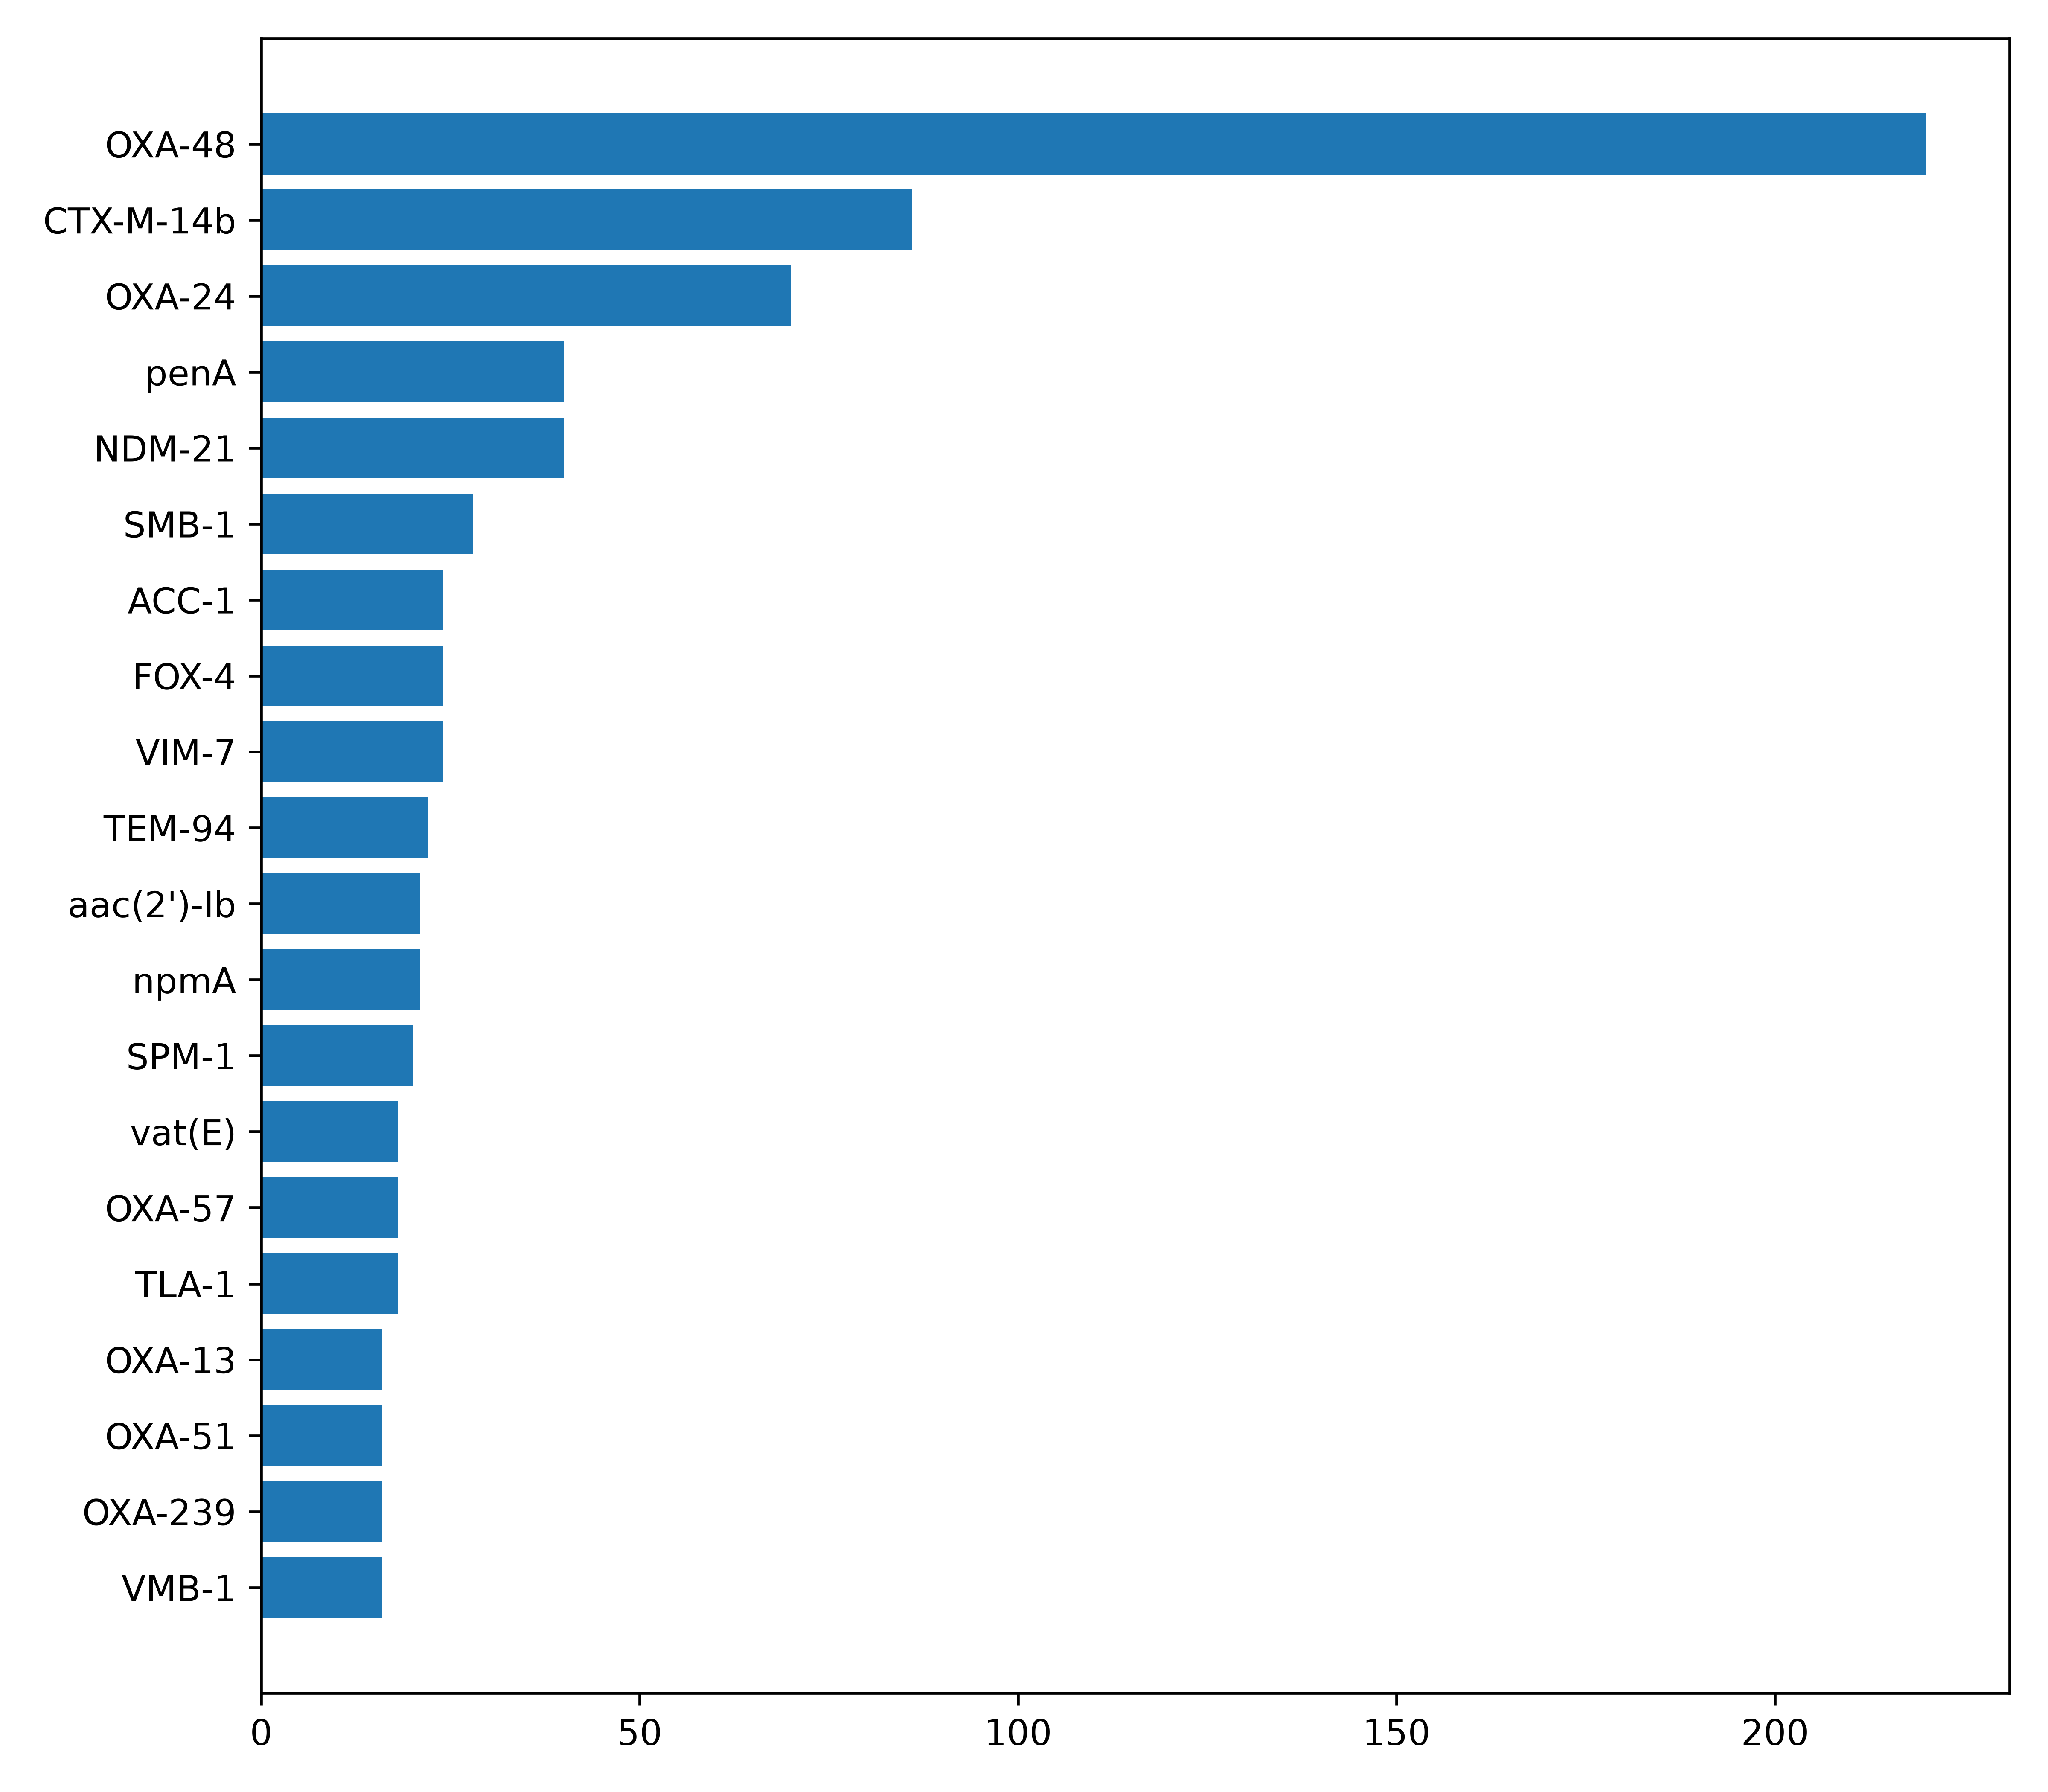 OXA-48
CTX-M-14b
OXA-24
penA
NDM-21
SMB-1
ACC-1
FOX-4
VIM-7
TEM-94
aac(2')-Ib
npmA
SPM-1
vat(E)
OXA-57
TLA-1
OXA-13
OXA-51
OXA-239
VMB-1
0 50 100 150 200